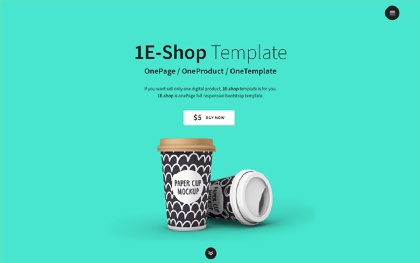 1E-Shop Template
OnePage / OneProduct / OneTemplate
If you want sell only one digital product, 1E-shop template is for you.
1E-shop is onePage full responsive bootstrap template.
$5 BUY NOW
PAPER CUP
MOCKUP